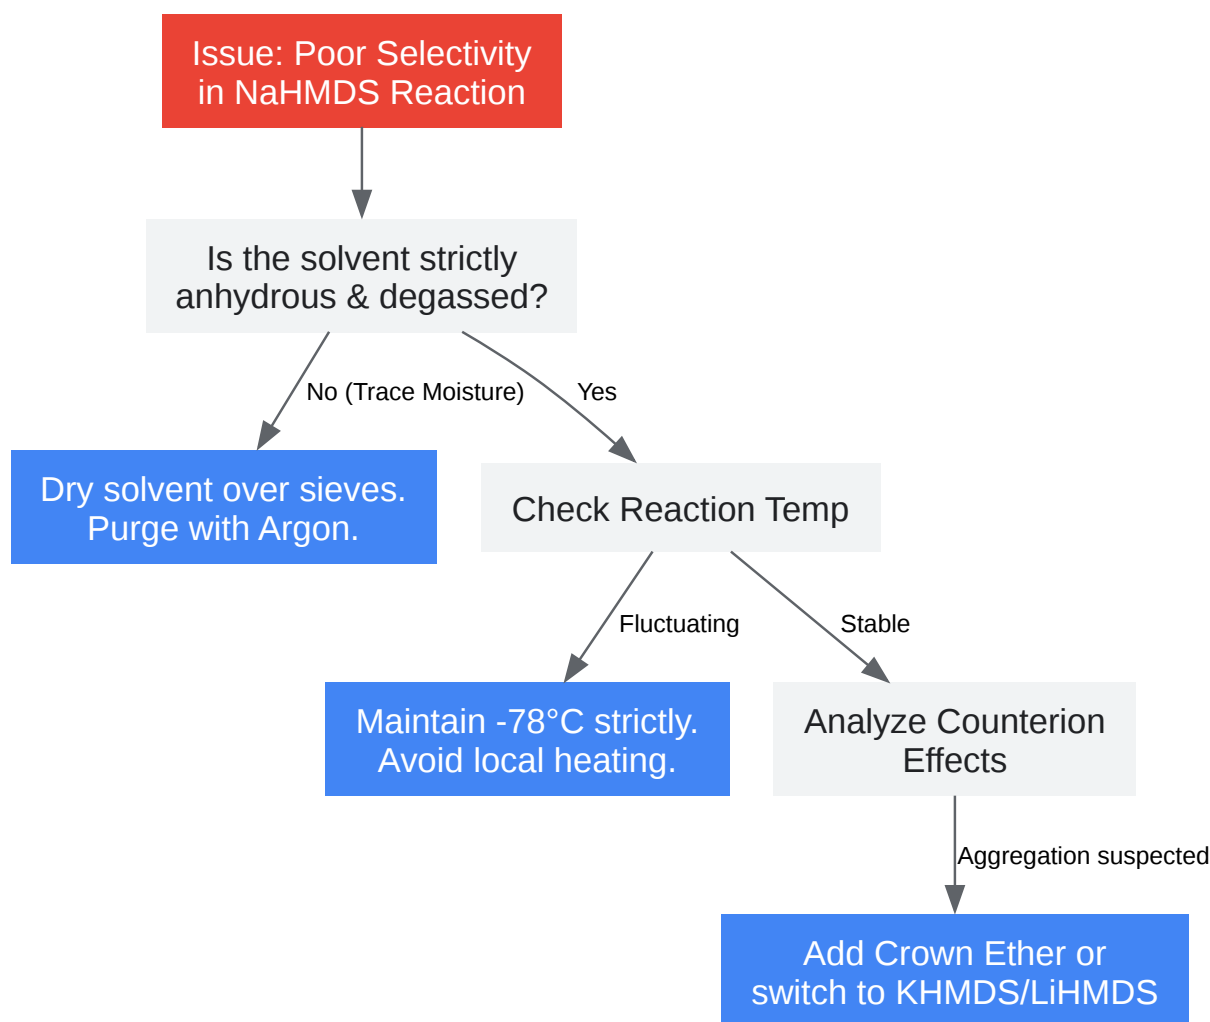 Issue: Poor Selectivity
in NaHMDS Reaction
Is the solvent strictly
anhydrous & degassed?
No (Trace Moisture)
Yes
Dry solvent over sieves.
Purge with Argon.
Check Reaction Temp
Fluctuating
Stable
Maintain -78°C strictly.
Avoid local heating.
Analyze Counterion
Effects
Aggregation suspected
Add Crown Ether or
switch to KHMDS/LiHMDS